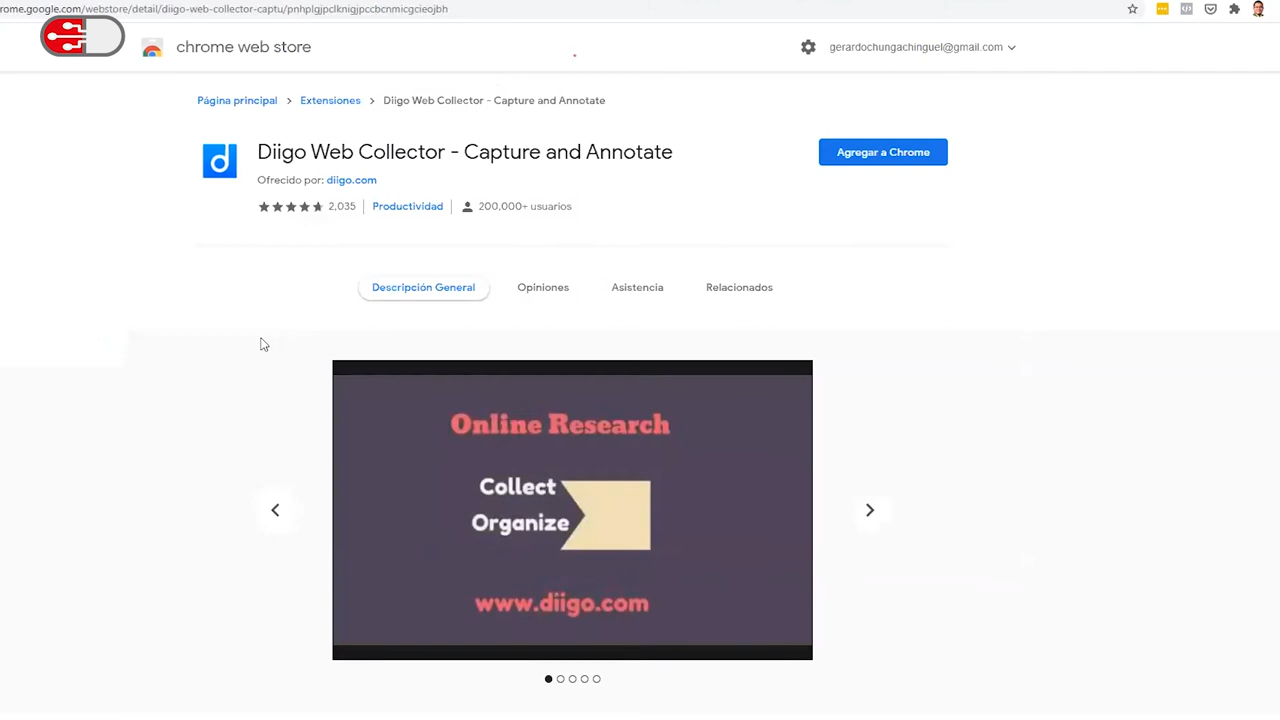 rome.google.com/webstore/detail/diigo-web-collector-captu/pnhplgjpclknigjpccbcnmicgcieojbh
chrome web store
gerardochungachinguel@gmail.com
Página principal > Extensiones > Diigo Web Collector - Capture and Annotate
d
Diigo Web Collector - Capture and Annotate
Agregar a Chrome
Ofrecido por: diigo.com
2,035 | Productividad | 200,000+ usuarios
Descripción General Opiniones Asistencia Relacionados
Online Research
Collect
Organize
www.diigo.com